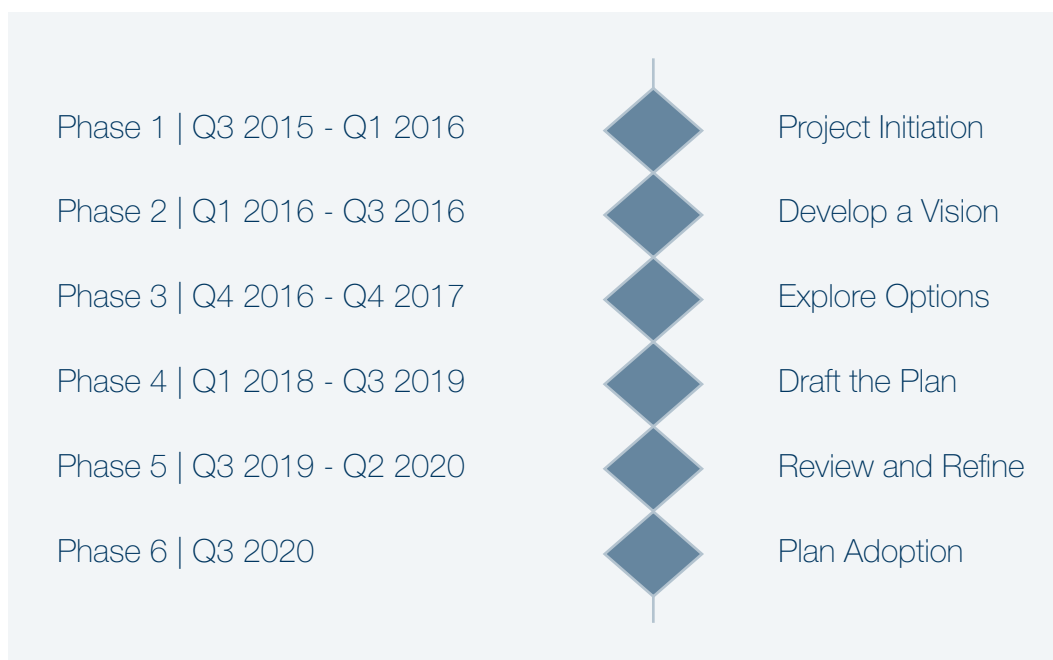 Phase 1 | Q3 2015 - Q1 2016 Project Initiation
Phase 2 | Q1 2016 - Q3 2016 Develop a Vision
Phase 3 | Q4 2016 - Q4 2017 Explore Options
Phase 4 | Q1 2018 - Q3 2019 Draft the Plan
Phase 5 | Q3 2019 - Q2 2020 Review and Refine
Phase 6 | Q3 2020 Plan Adoption